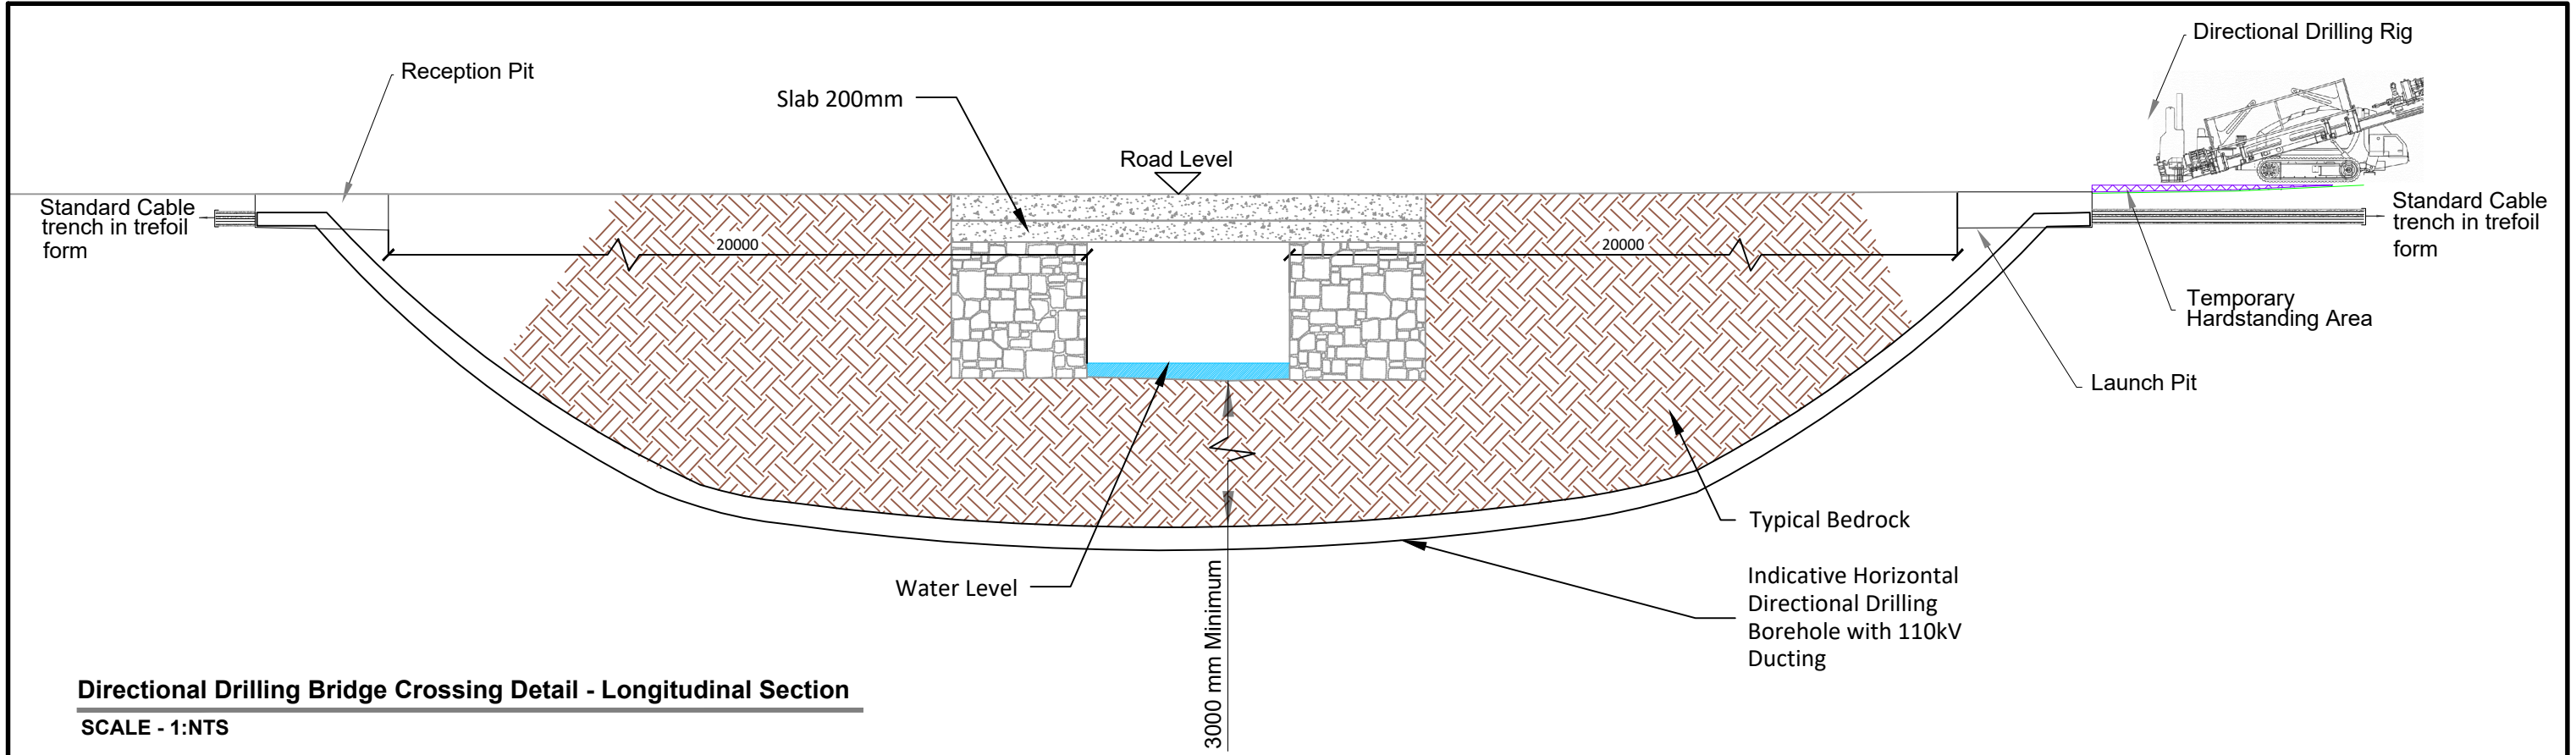 Directional Drilling Rig
Reception Pit
Slab 200mm
Road Level
Standard Cable
trench in trefoil
form
20000
20000
Standard Cable
trench in trefoil
form
Temporary
Hardstanding Area
Launch Pit
Typical Bedrock
Water Level
3000 mm Minimum
Indicative Horizontal
Directional Drilling
Borehole with 110kV
Ducting
Directional Drilling Bridge Crossing Detail - Longitudinal Section
SCALE - 1:NTS